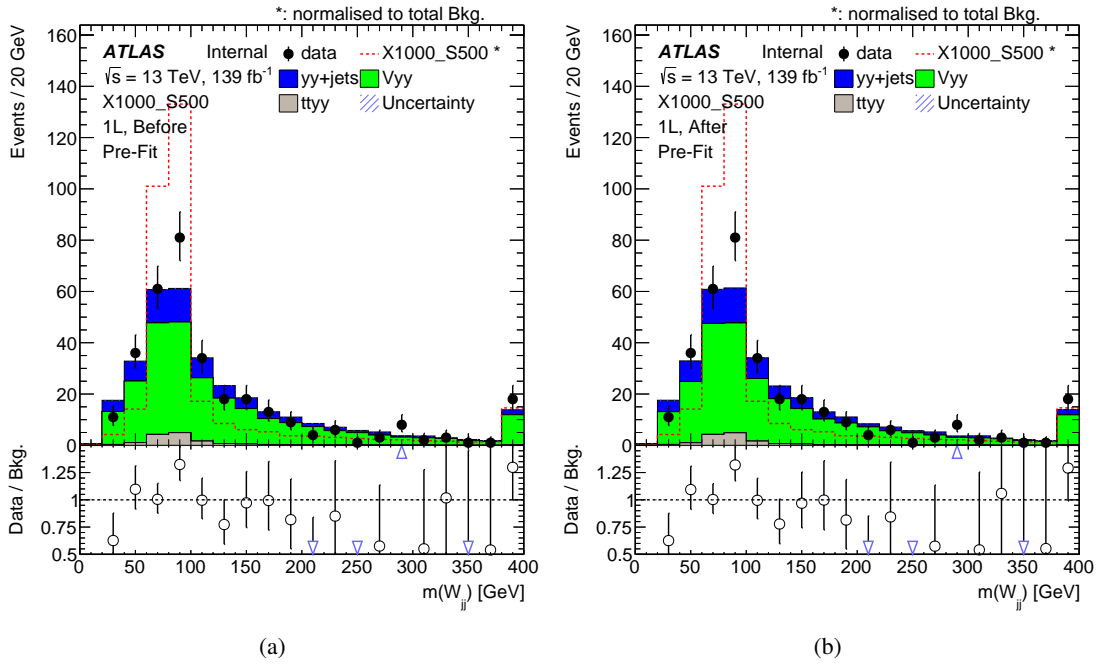 *: normalised to total Bkg.
Events / 20 GeV
160
140
120
100
80
60
40
20
0
ATLAS Internal
√s = 13 TeV, 139 fb⁻¹
X1000_S500
1L, Before
Pre-Fit
data
X1000_S500 *
yy+jets
Vyy
ttyy
Uncertainty
Data / Bkg.
1.25
1
0.75
0.5
0 50 100 150 200 250 300 350 400
m(W_jj) [GeV]
(a)
*: normalised to total Bkg.
Events / 20 GeV
160
140
120
100
80
60
40
20
0
ATLAS Internal
√s = 13 TeV, 139 fb⁻¹
X1000_S500
1L, After
Pre-Fit
data
X1000_S500 *
yy+jets
Vyy
ttyy
Uncertainty
Data / Bkg.
1.25
1
0.75
0.5
0 50 100 150 200 250 300 350 400
m(W_jj) [GeV]
(b)